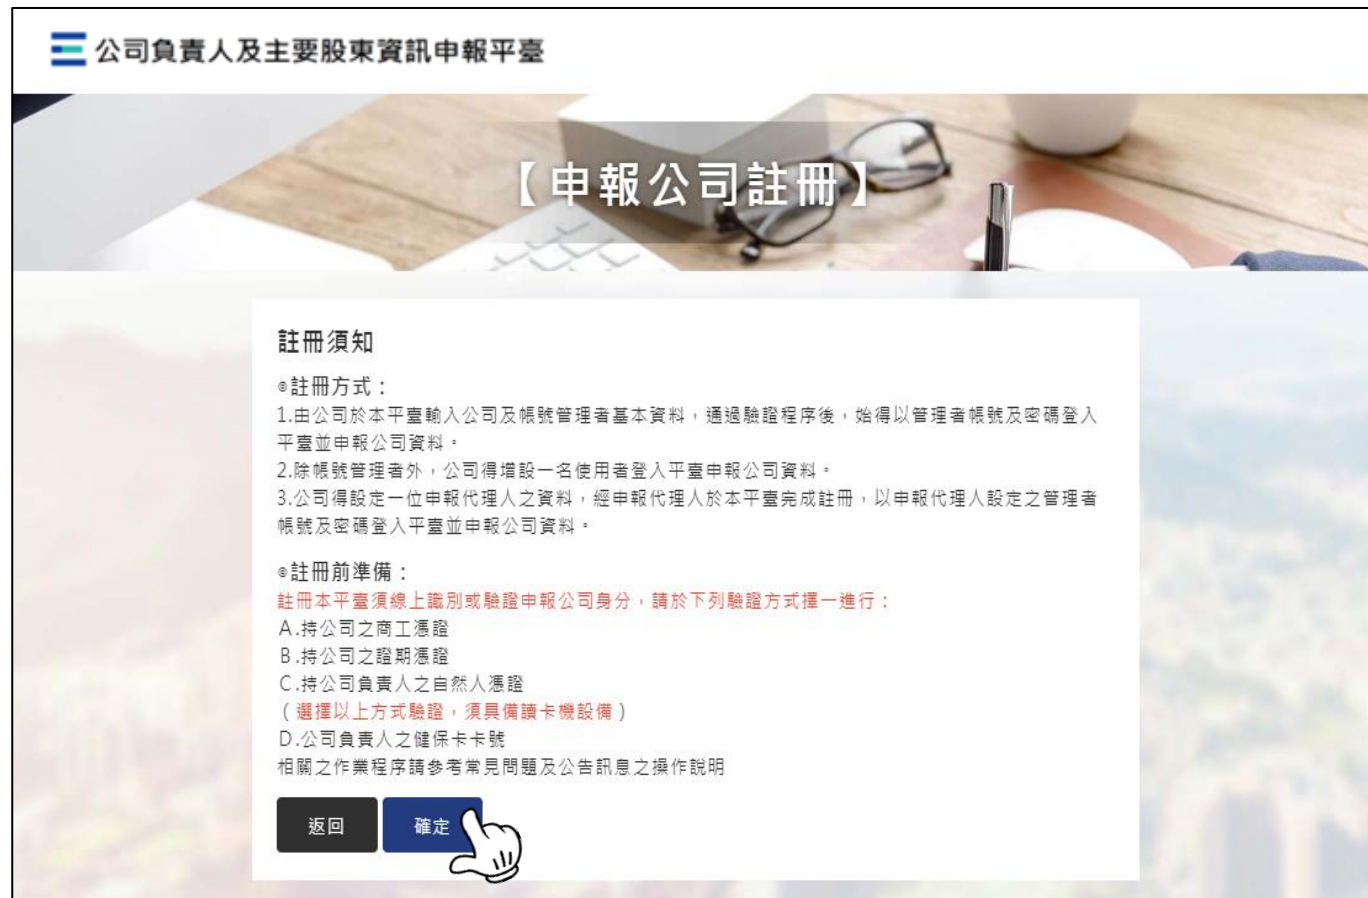 公司負責人及主要股東資訊申報平臺
【申報公司註冊】
註冊須知
⊙註冊方式：
1.由公司於本平臺輸入公司及帳號管理者基本資料，通過驗證程序後，始得以管理者帳號及密碼登入
平臺並申報公司資料。
2.除帳號管理者外，公司得增設一名使用者登入平臺申報公司資料。
3.公司得設定一位申報代理人之資料，經申報代理人於本平臺完成註冊，以申報代理人設定之管理者
帳號及密碼登入平臺並申報公司資料。
⊙註冊前準備：
註冊本平臺須線上識別或驗證申報公司身分，請於下列驗證方式擇一進行：
A.持公司之商工憑證
B.持公司之證期憑證
C.持公司負責人之自然人憑證
（選擇以上方式驗證，須具備讀卡機設備）
D.公司負責人之健保卡卡號
相關之作業程序請參考常見問題及公告訊息之操作說明
返回 確定